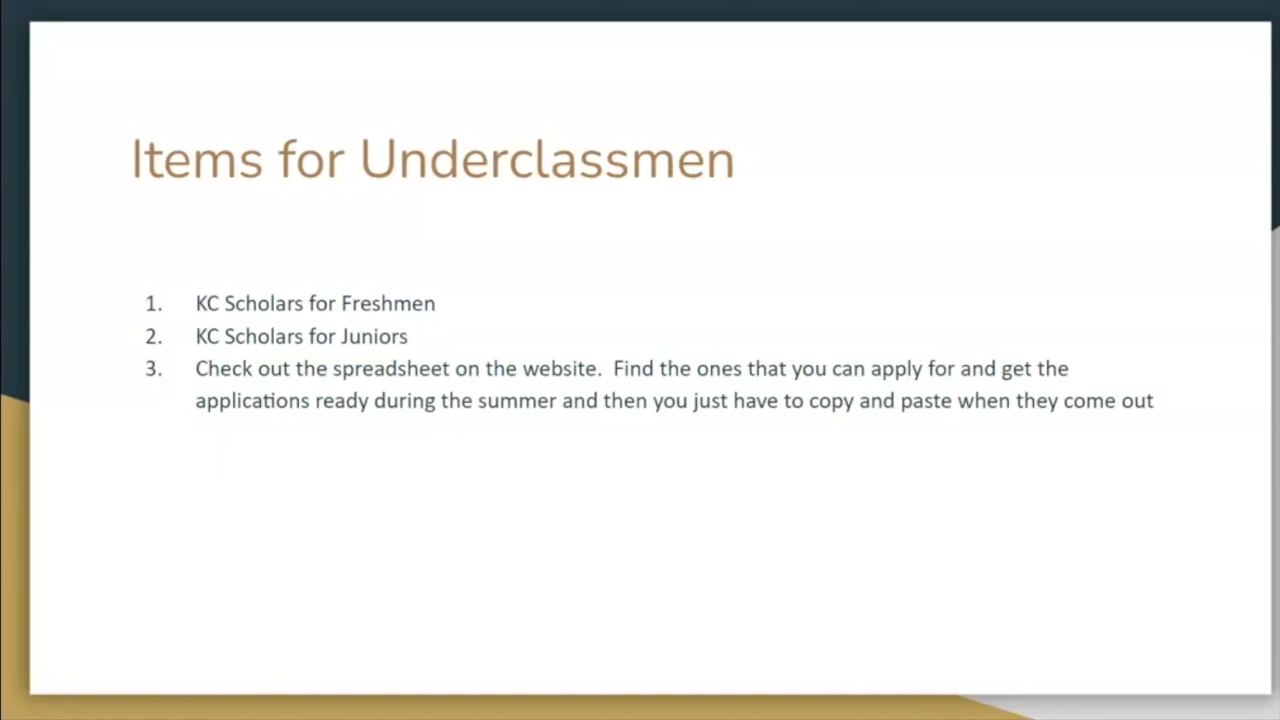 Items for Underclassmen
1. KC Scholars for Freshmen
2. KC Scholars for Juniors
3. Check out the spreadsheet on the website.  Find the ones that you can apply for and get the
applications ready during the summer and then you just have to copy and paste when they come out